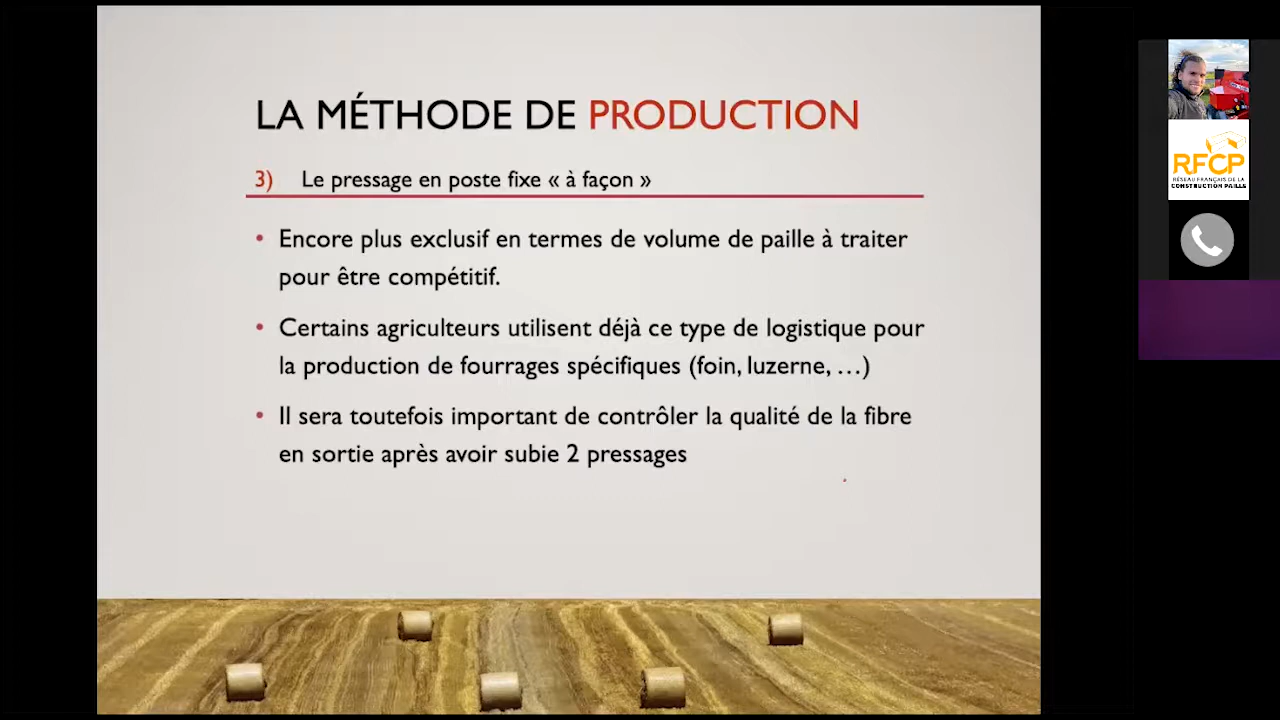 LA MÉTHODE DE PRODUCTION
3) Le pressage en poste fixe « à façon »
• Encore plus exclusif en termes de volume de paille à traiter
pour être compétitif.
• Certains agriculteurs utilisent déjà ce type de logistique pour
la production de fourrages spécifiques (foin, luzerne, …)
• Il sera toutefois important de contrôler la qualité de la fibre
en sortie après avoir subie 2 pressages
RFCP
RÉSEAU FRANÇAIS DE LA
CONSTRUCTION PAILLE